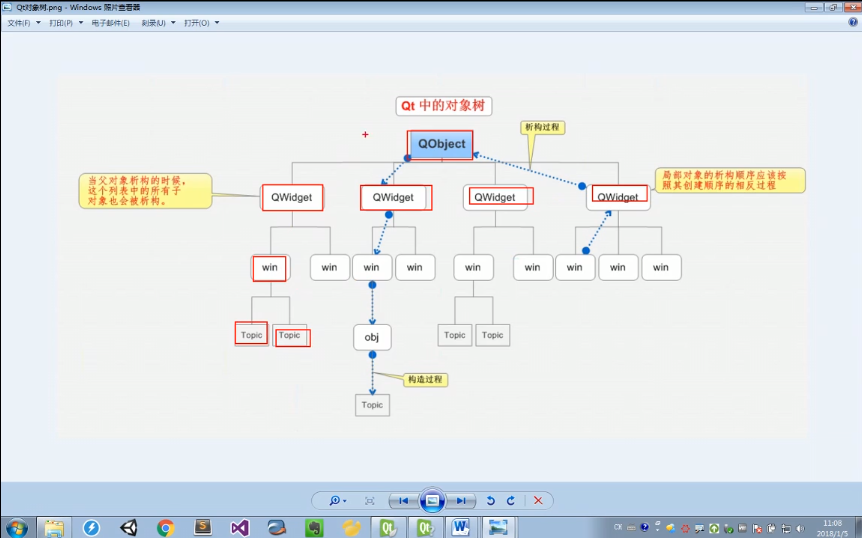 Qt对象树.png - Windows 照片查看器
文件(F) 打印(P) 电子邮件(E) 刻录(U) 打开(O)
Qt 中的对象树
析构过程
QObject
当父对象析构的时候,
这个列表中的所有子
对象也会被析构。
局部对象的析构顺序应该按
照其创建顺序的相反过程
QWidget QWidget QWidget QWidget
win win win win win win win win win
Topic Topic obj Topic Topic
构造过程
Topic
CK
11:08
2018/1/5